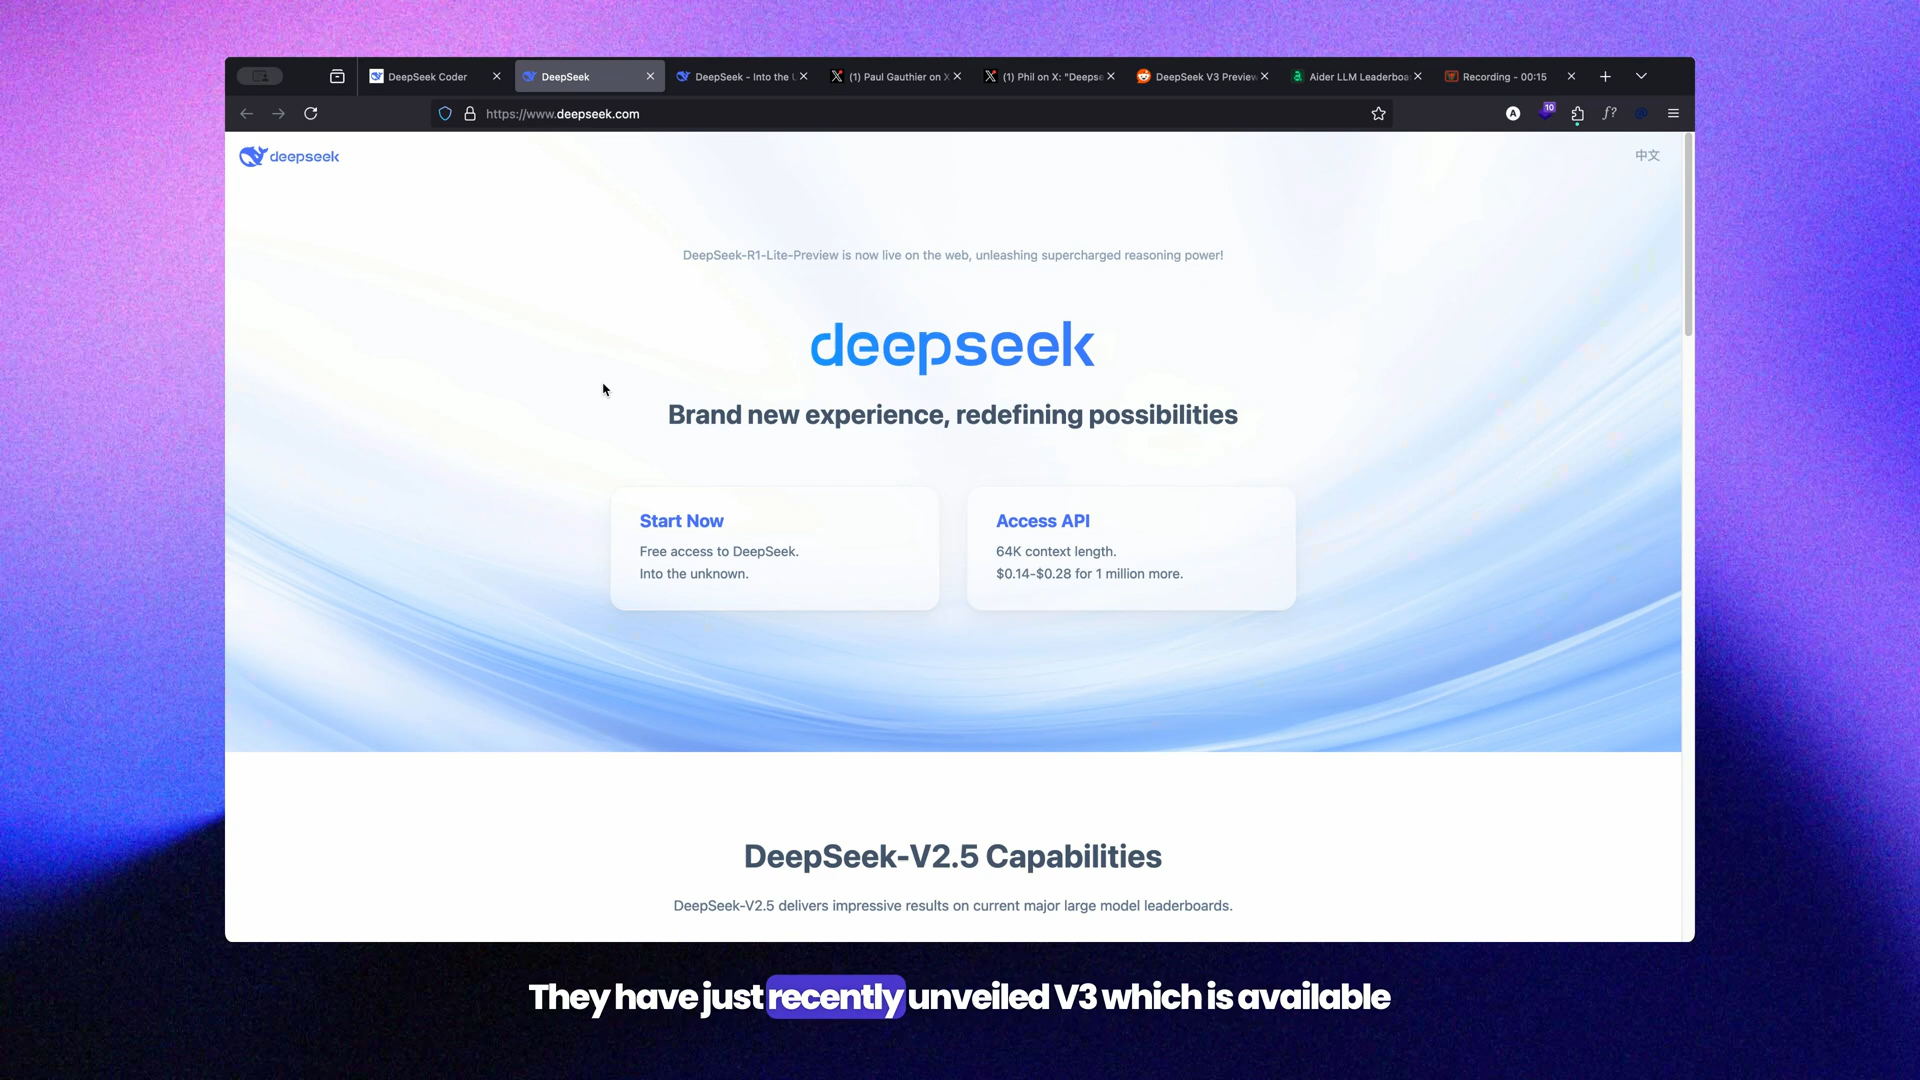 DeepSeek Coder
DeepSeek
DeepSeek - Into the U
(1) Paul Gauthier on X
(1) Phil on X: "Deepse
DeepSeek V3 Preview
Aider LLM Leaderboa
Recording - 00:15
https://www.deepseek.com
A
10
f?
deepseek
中文
DeepSeek-R1-Lite-Preview is now live on the web, unleashing supercharged reasoning power!
deepseek
Brand new experience, redefining possibilities
Start Now
Free access to DeepSeek.
Into the unknown.
Access API
64K context length.
$0.14-$0.28 for 1 million more.
DeepSeek-V2.5 Capabilities
DeepSeek-V2.5 delivers impressive results on current major large model leaderboards.
They have just recently unveiled V3 which is available